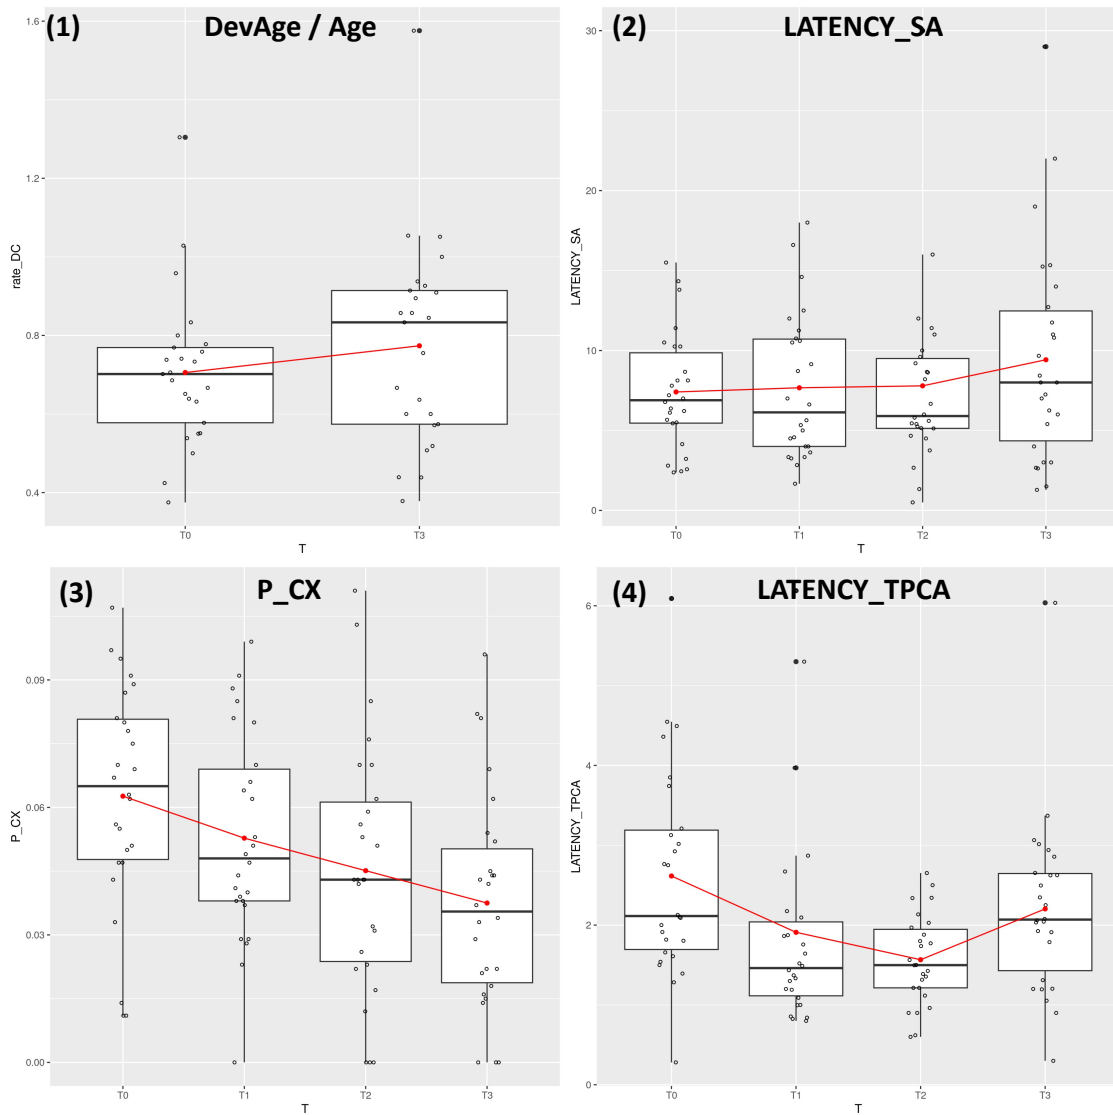 (1) DevAge / Age
1.6
1.2
0.8
0.4
rate_DC
T0 T3
T
(2) LATENCY_SA
30
20
10
0
LATENCY_SA
T0 T1 T2 T3
T
(3) P_CX
0.09
0.06
0.03
0.00
P_CX
T0 T1 T2 T3
T
(4) LATENCY_TPCA
6
4
2
0
LATENCY_TPCA
T0 T1 T2 T3
T